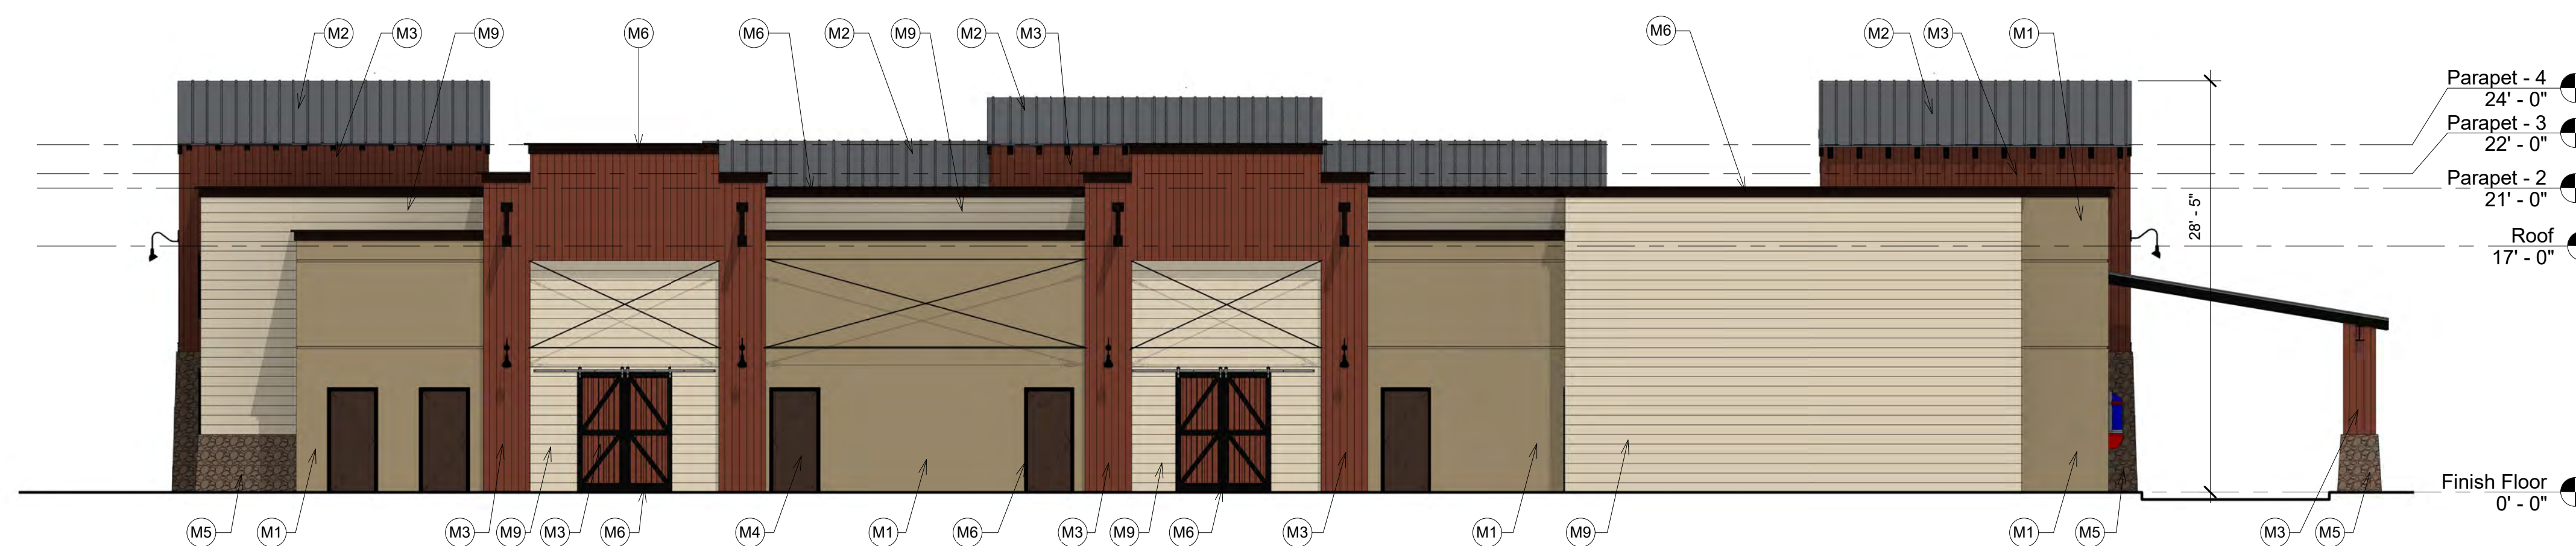 M2
M3
M9
M6
M6
M2
M9
M2
M3
M6
M2
M3
M1
Parapet - 4
24' - 0"
Parapet - 3
22' - 0"
Parapet - 2
21' - 0"
28' - 5"
Roof
17' - 0"
Finish Floor
0' - 0"
M5
M1
M3
M9
M3
M6
M4
M1
M6
M3
M9
M6
M3
M1
M9
M1
M5
M3
M5